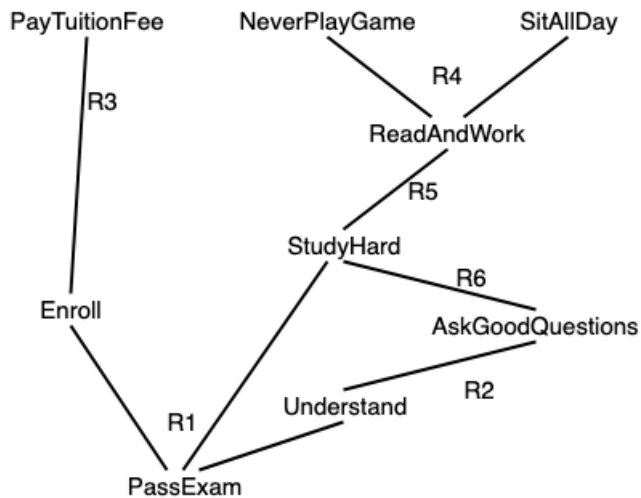 PayTuitionFee
NeverPlayGame
SitAllDay
R3
R4
ReadAndWork
R5
StudyHard
R6
Enroll
AskGoodQuestions
R2
Understand
R1
PassExam